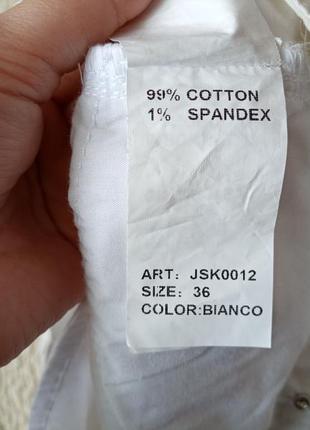 99% COTTON
1% SPANDEX
ART: JSK0012
SIZE: 36
COLOR:BIANCO